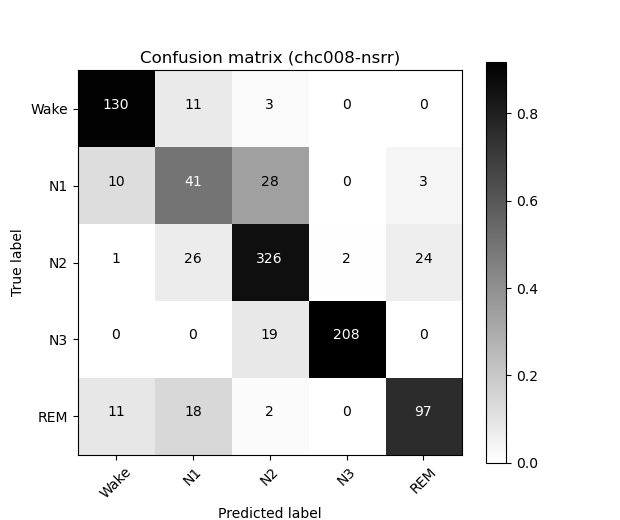 Confusion matrix (chc008-nsrr)
True label
Wake 130 11 3 0 0
N1 10 41 28 0 3
N2 1 26 326 2 24
N3 0 0 19 208 0
REM 11 18 2 0 97
Wake N1 N2 N3 REM
Predicted label
0.8
0.6
0.4
0.2
0.0